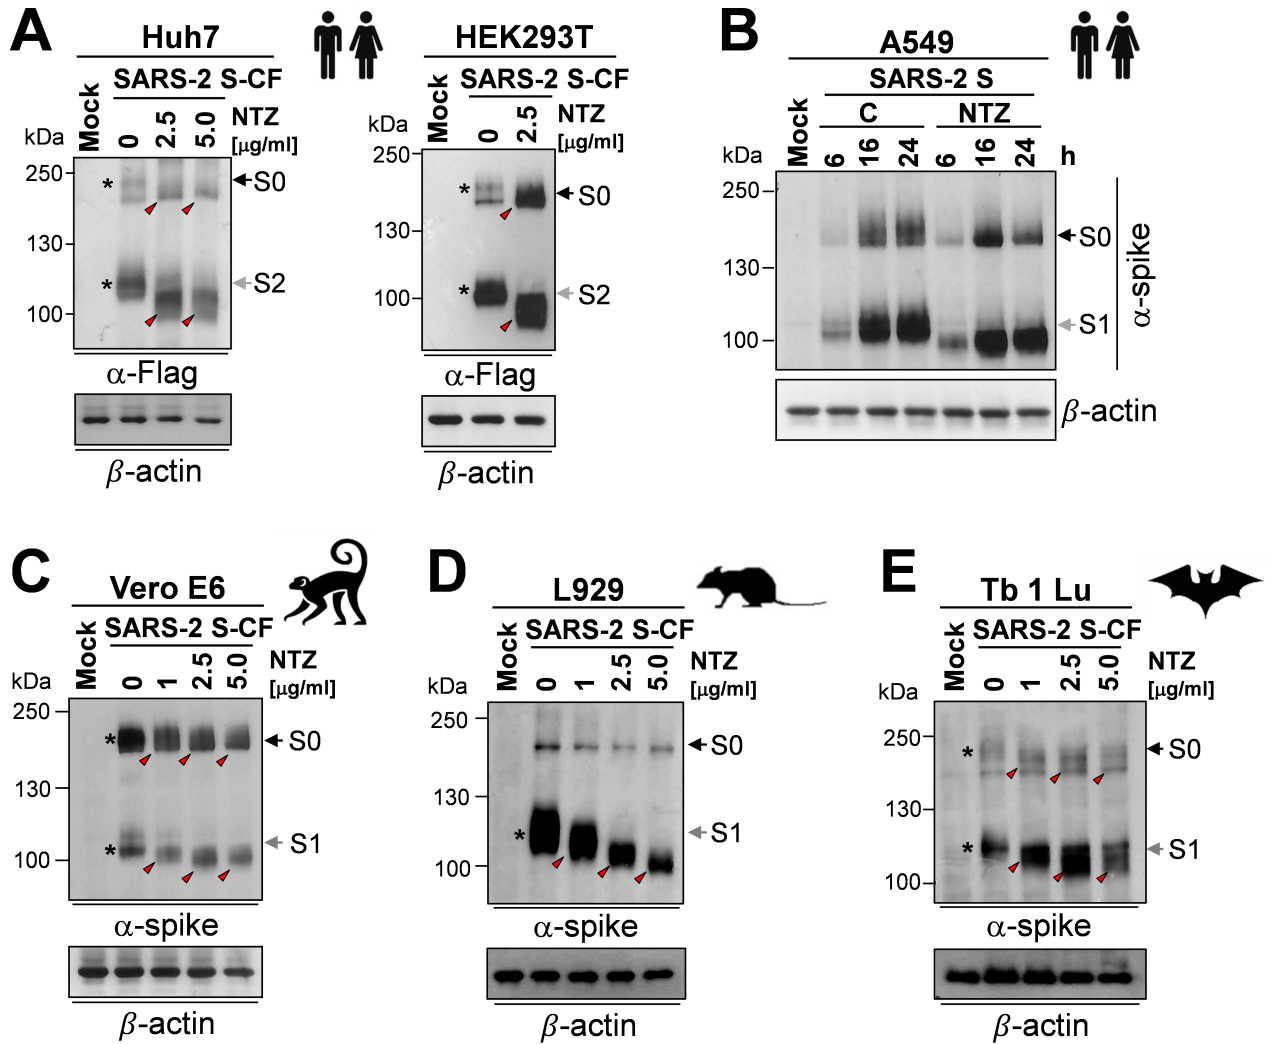 A
Huh7
SARS-2 S-CF
Mock
0
2.5
5.0
NTZ
[μg/ml]
kDa
250
130
100
*
*
S0
S2
α-Flag
β-actin
HEK293T
SARS-2 S-CF
Mock
0
2.5
NTZ
[μg/ml]
kDa
250
130
100
*
*
S0
S2
α-Flag
β-actin
B
A549
SARS-2 S
C
NTZ
Mock
6
16
24
6
16
24
h
kDa
250
130
100
S0
S1
α-spike
β-actin
C
Vero E6
SARS-2 S-CF
Mock
0
1
2.5
5.0
NTZ
[μg/ml]
kDa
250
130
100
*
*
S0
S1
α-spike
β-actin
D
L929
SARS-2 S-CF
Mock
0
1
2.5
5.0
NTZ
[μg/ml]
kDa
250
130
100
*
S0
S1
α-spike
β-actin
E
Tb 1 Lu
SARS-2 S-CF
Mock
0
1
2.5
5.0
NTZ
[μg/ml]
kDa
250
130
100
*
*
S0
S1
α-spike
β-actin